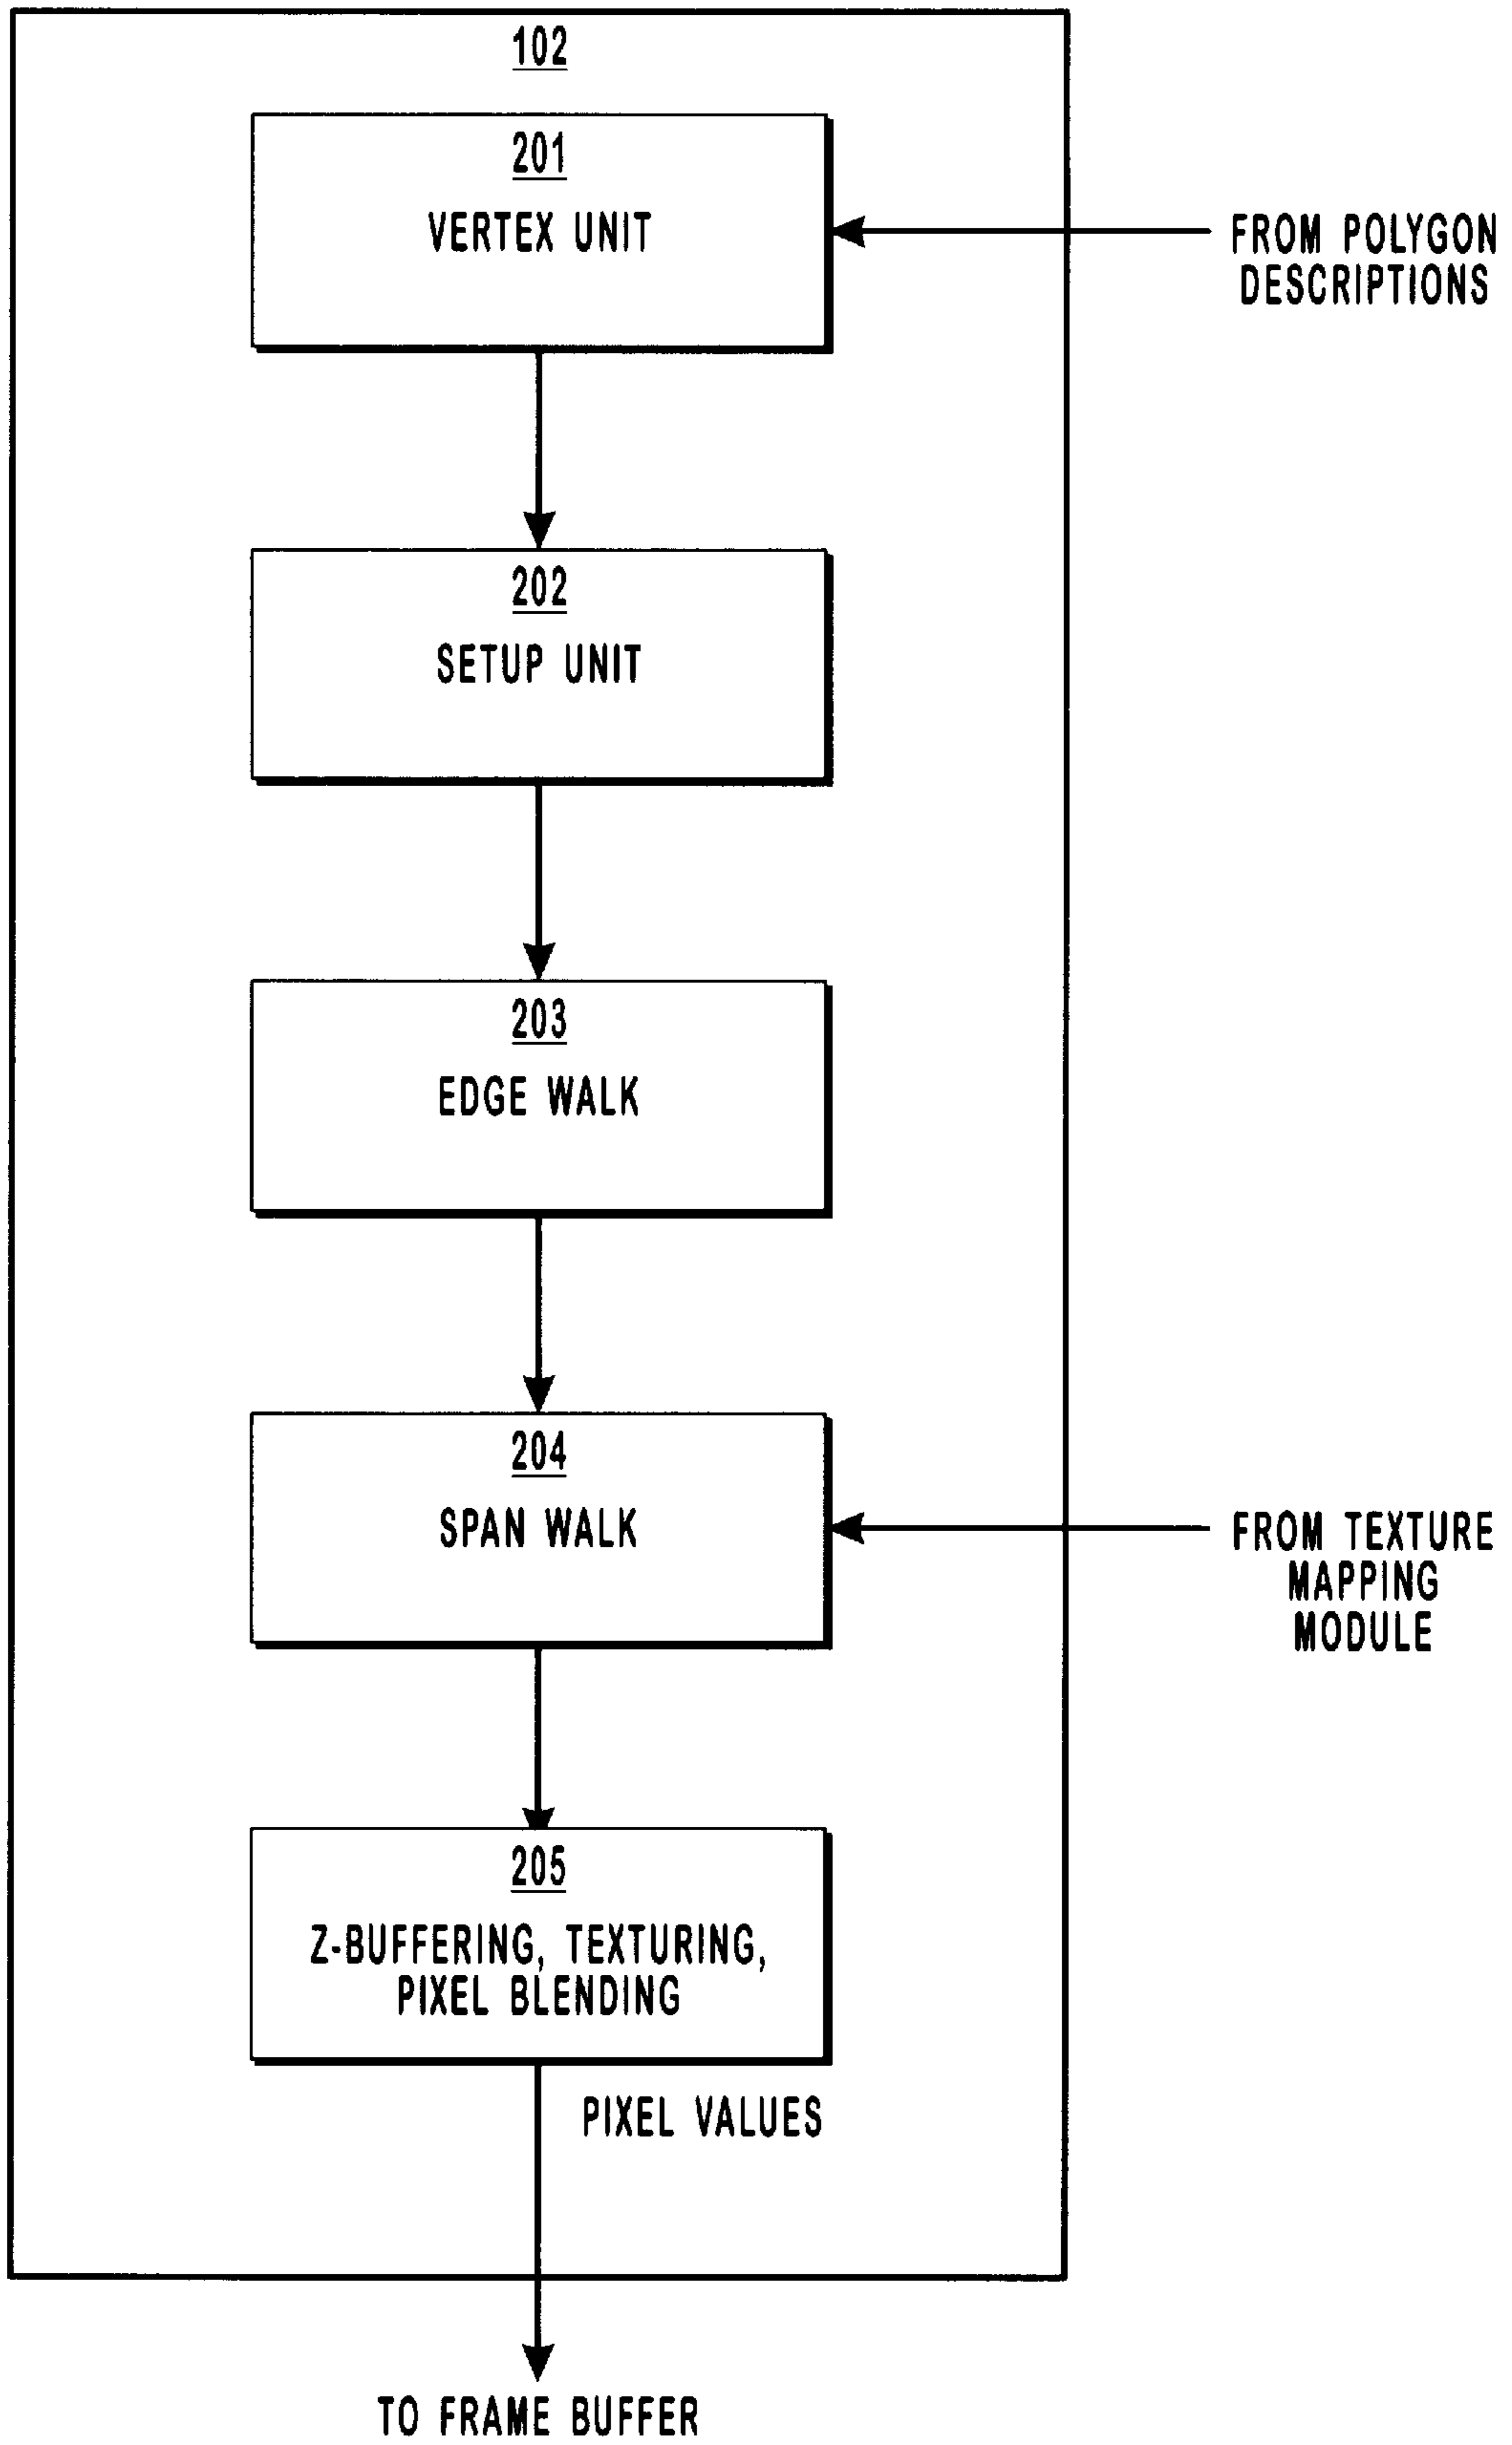 102
201
VERTEX UNIT
FROM POLYGON
DESCRIPTIONS
202
SETUP UNIT
203
EDGE WALK
204
SPAN WALK
FROM TEXTURE
MAPPING
MODULE
205
Z-BUFFERING, TEXTURING,
PIXEL BLENDING
PIXEL VALUES
TO FRAME BUFFER